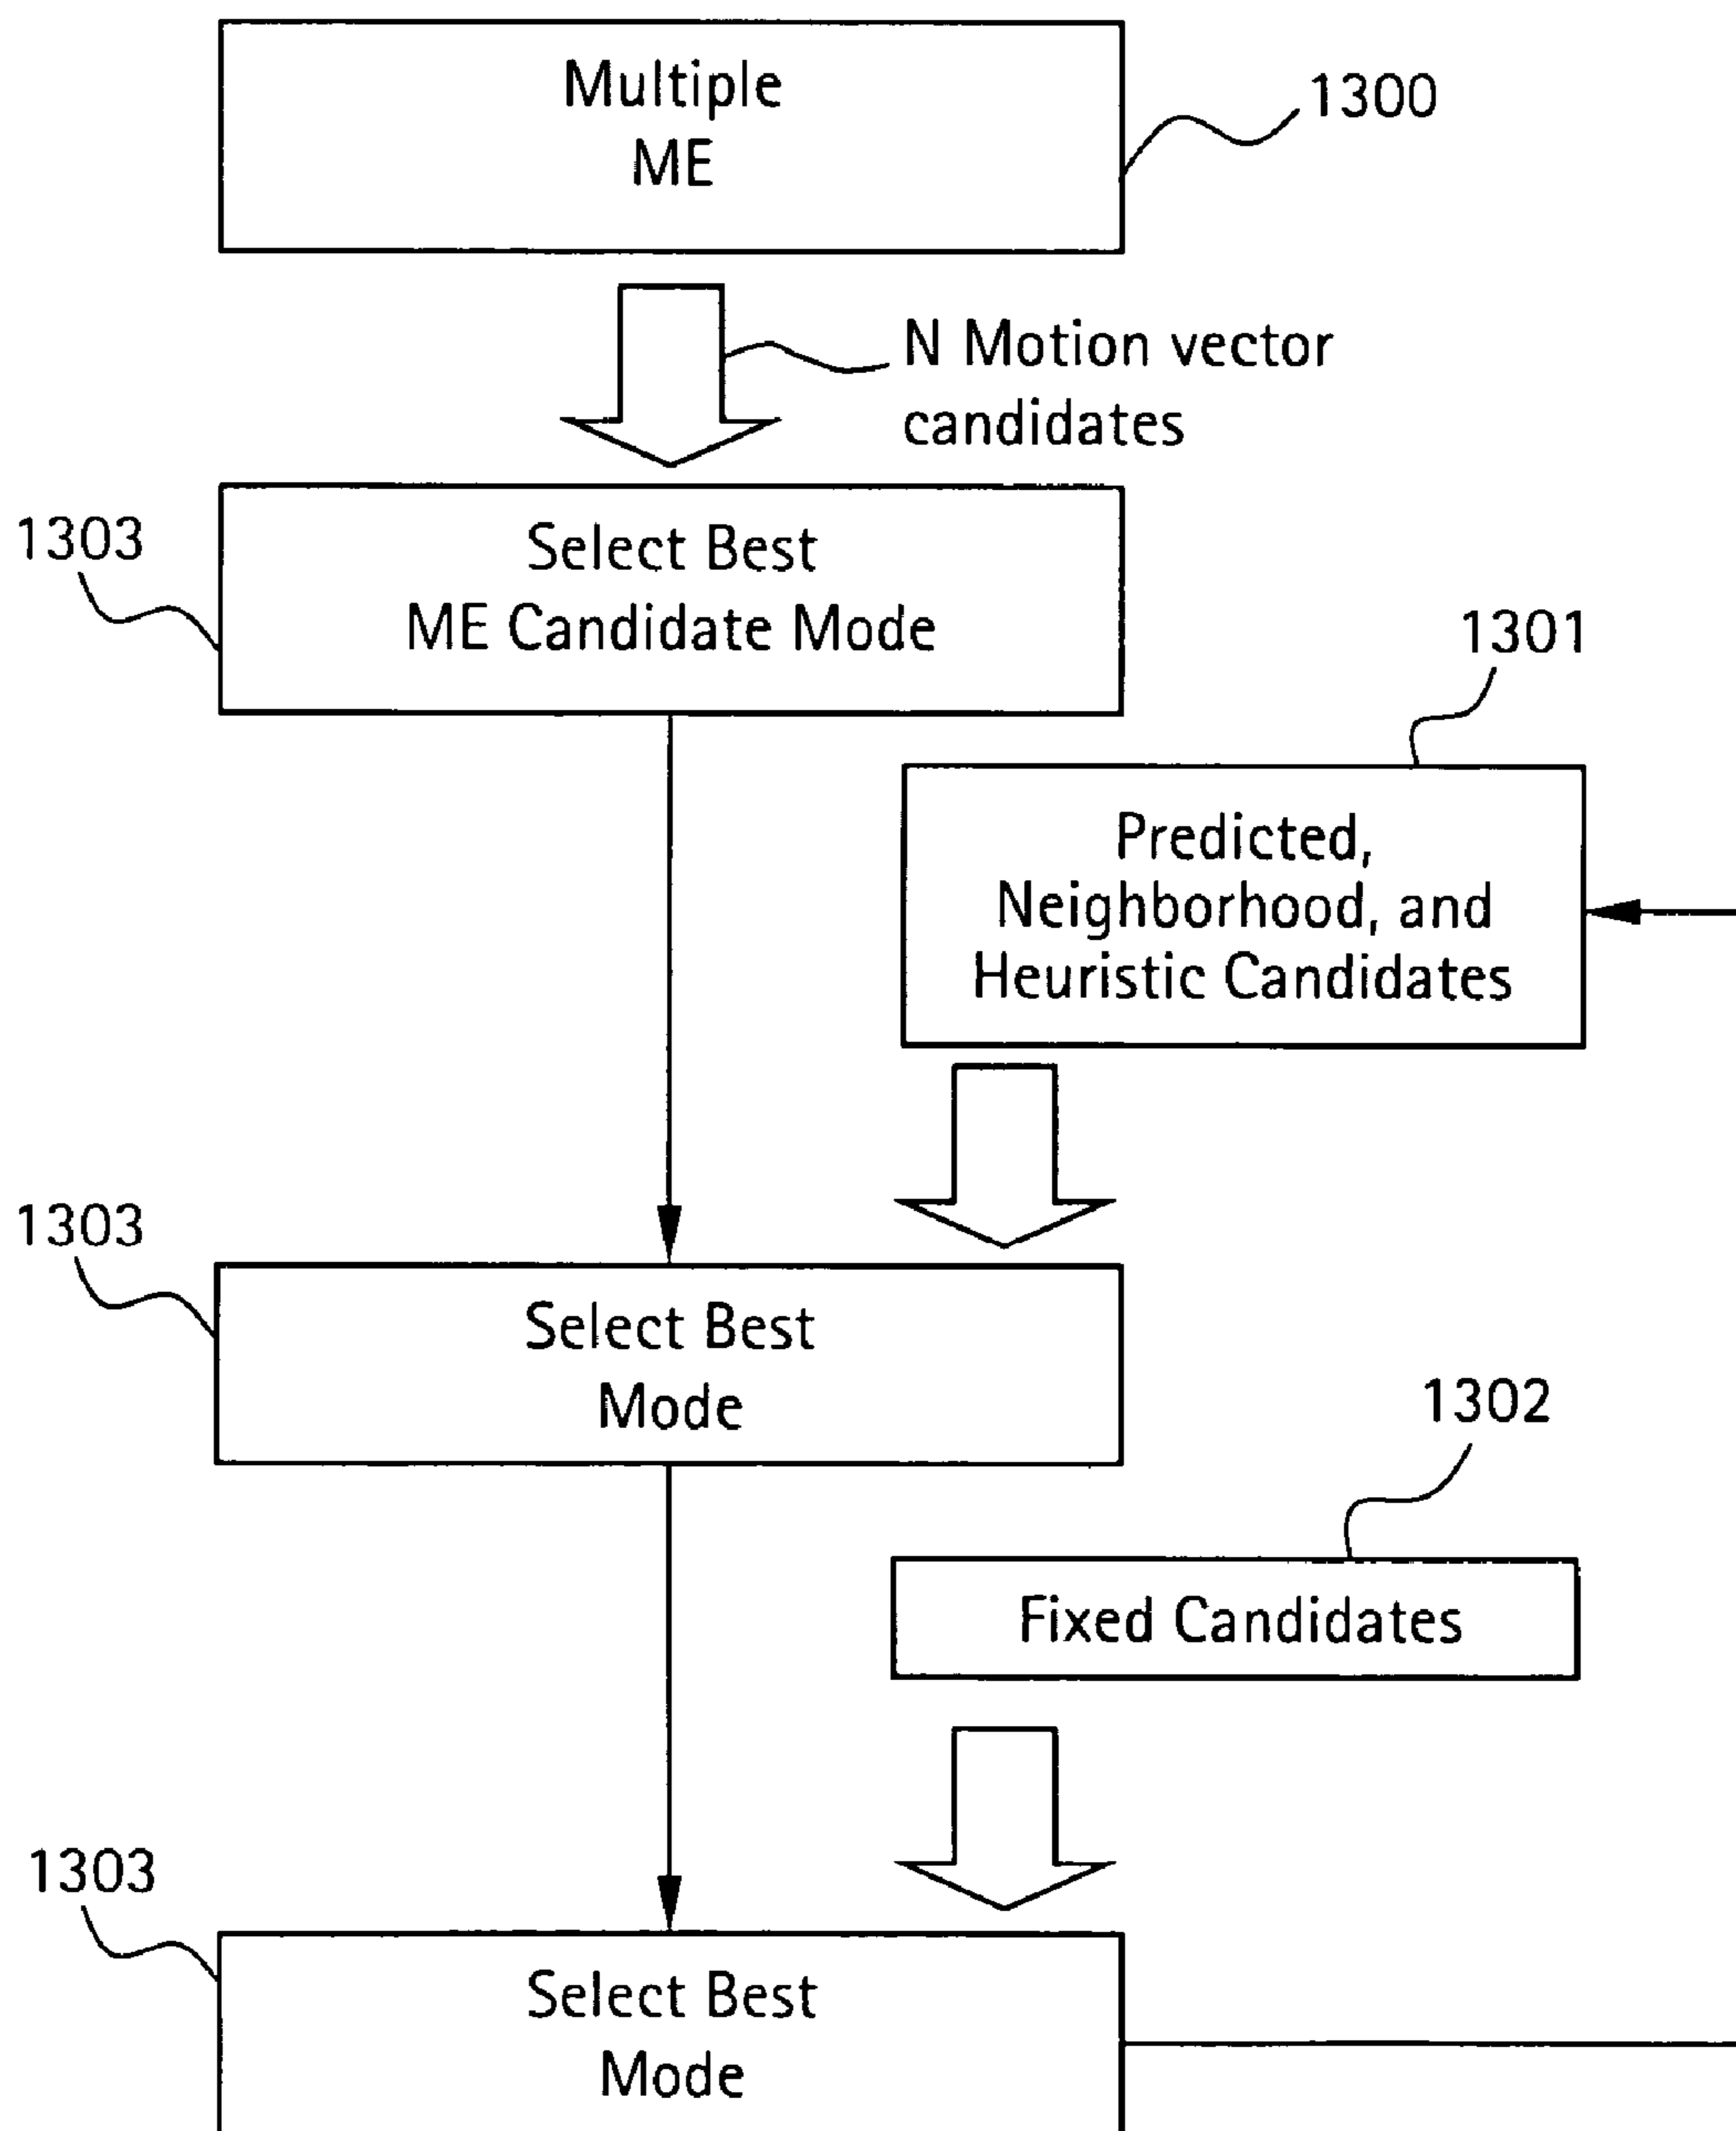 Multiple
ME
1300
N Motion vector
candidates
1303
Select Best
ME Candidate Mode
1301
Predicted,
Neighborhood, and
Heuristic Candidates
1303
Select Best
Mode
1302
Fixed Candidates
1303
Select Best
Mode